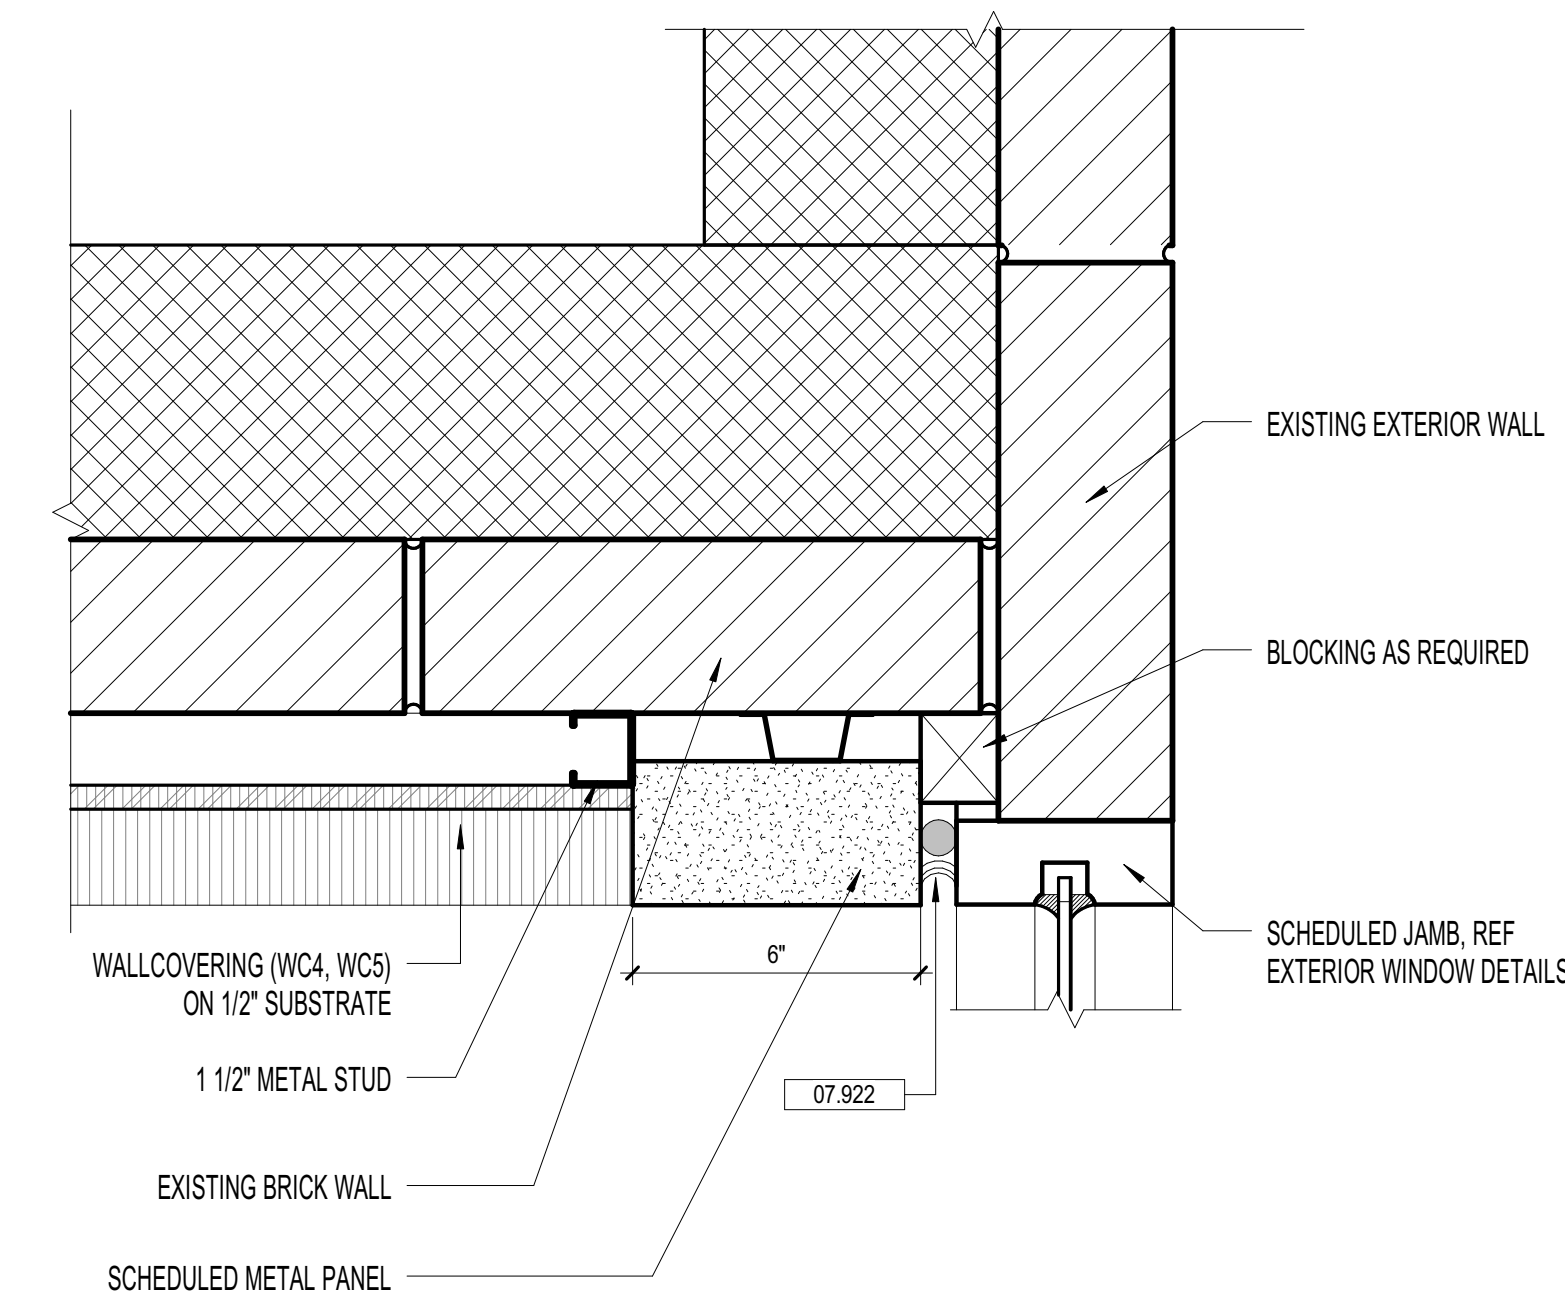 EXISTING EXTERIOR WALL
BLOCKING AS REQUIRED
SCHEDULED JAMB, REF
EXTERIOR WINDOW DETAILS
6"
WALLCOVERING (WC4, WC5)
ON 1/2" SUBSTRATE
1 1/2" METAL STUD
07.922
EXISTING BRICK WALL
SCHEDULED METAL PANEL